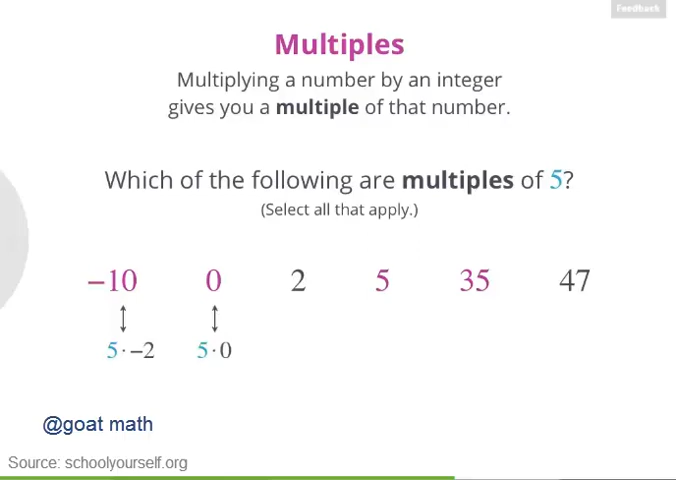 Feedback
Multiples
Multiplying a number by an integer
gives you a multiple of that number.
Which of the following are multiples of 5?
(Select all that apply.)
−10 0 2 5 35 47
5·−2 5·0
@goat math
Source: schoolyourself.org